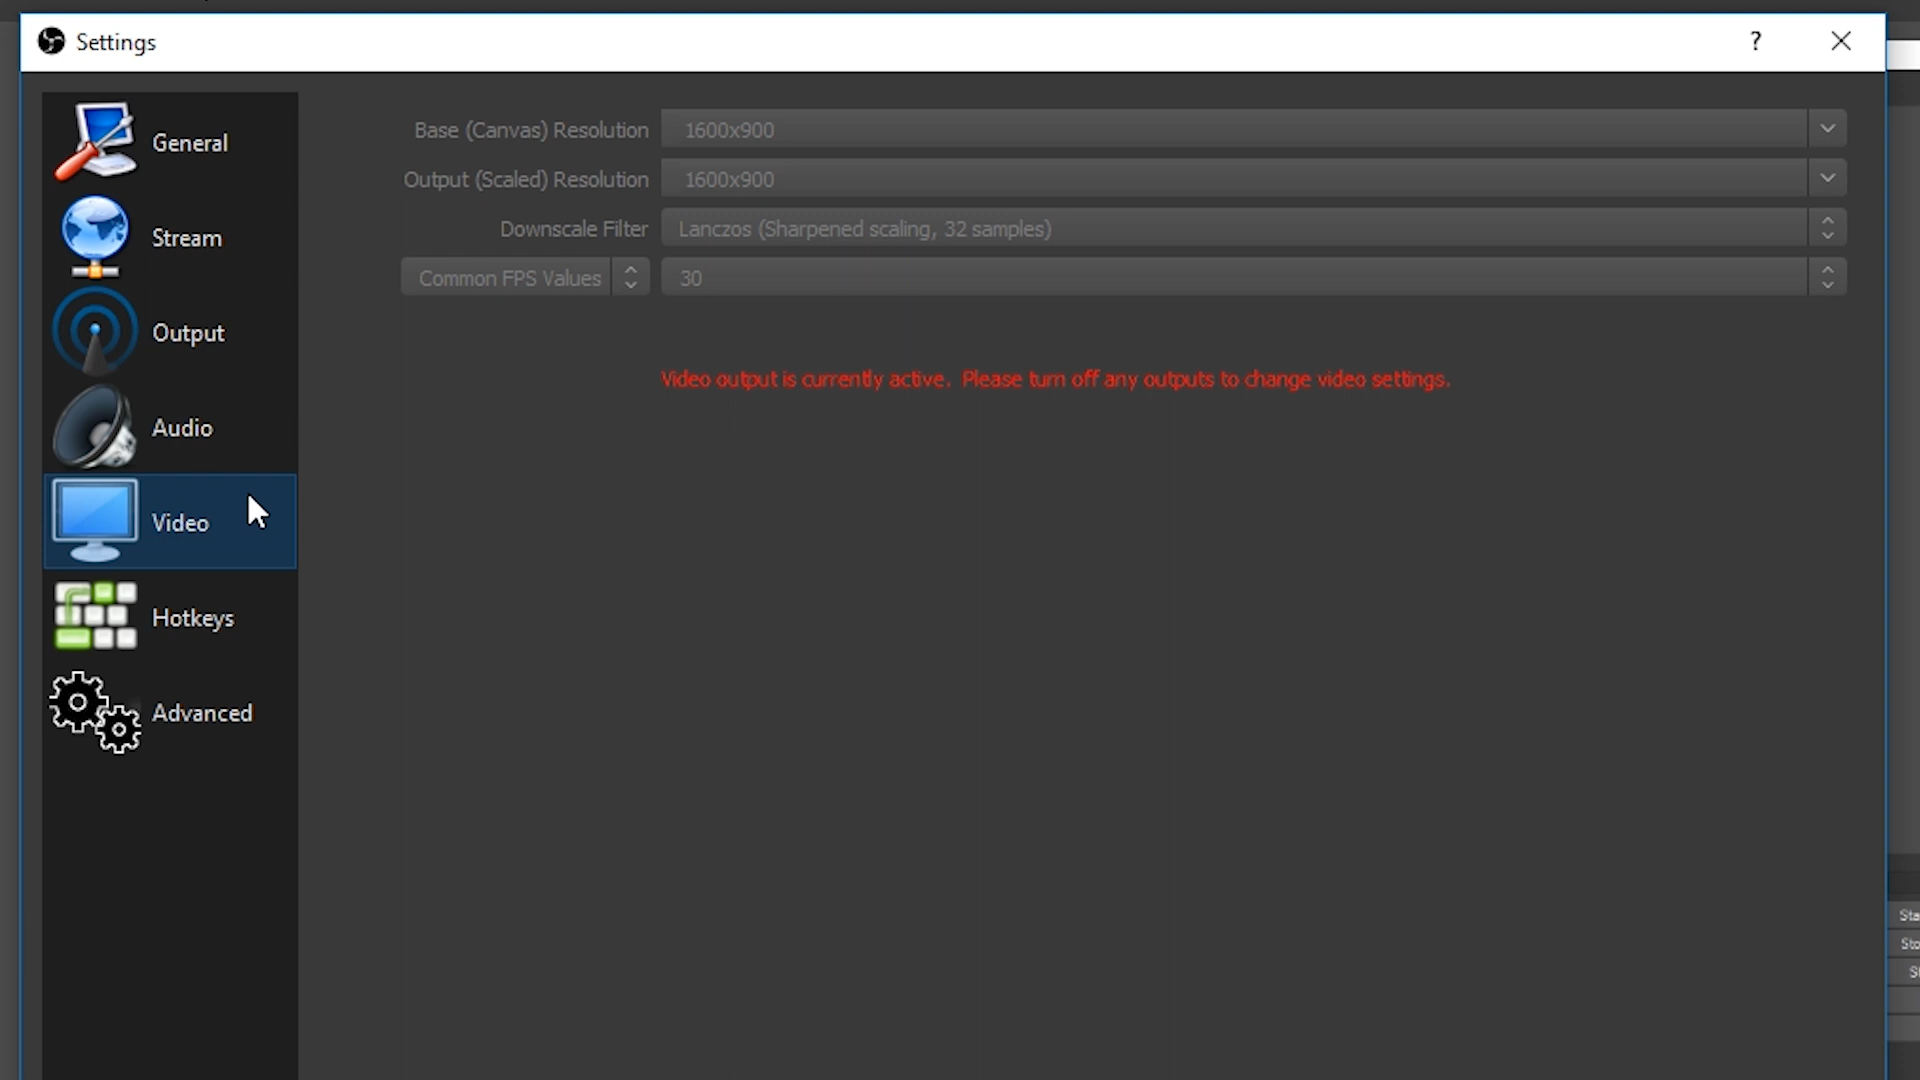 Settings
?
General
Stream
Output
Audio
Video
Hotkeys
Advanced
Base (Canvas) Resolution 1600x900
Output (Scaled) Resolution 1600x900
Downscale Filter Lanczos (Sharpened scaling, 32 samples)
Common FPS Values 30
Video output is currently active. Please turn off any outputs to change video settings.
Sta
Sto